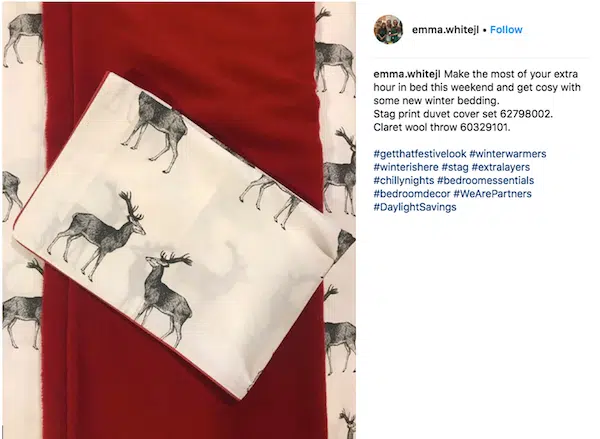 emma.whitejl • Follow
emma.whitejl Make the most of your extra
hour in bed this weekend and get cosy with
some new winter bedding.
Stag print duvet cover set 62798002.
Claret wool throw 60329101.
#getthatfestivelook #winterwarmers
#winterishere #stag #extralayers
#chillynights #bedroomessentials
#bedroomdecor #WeArePartners
#DaylightSavings